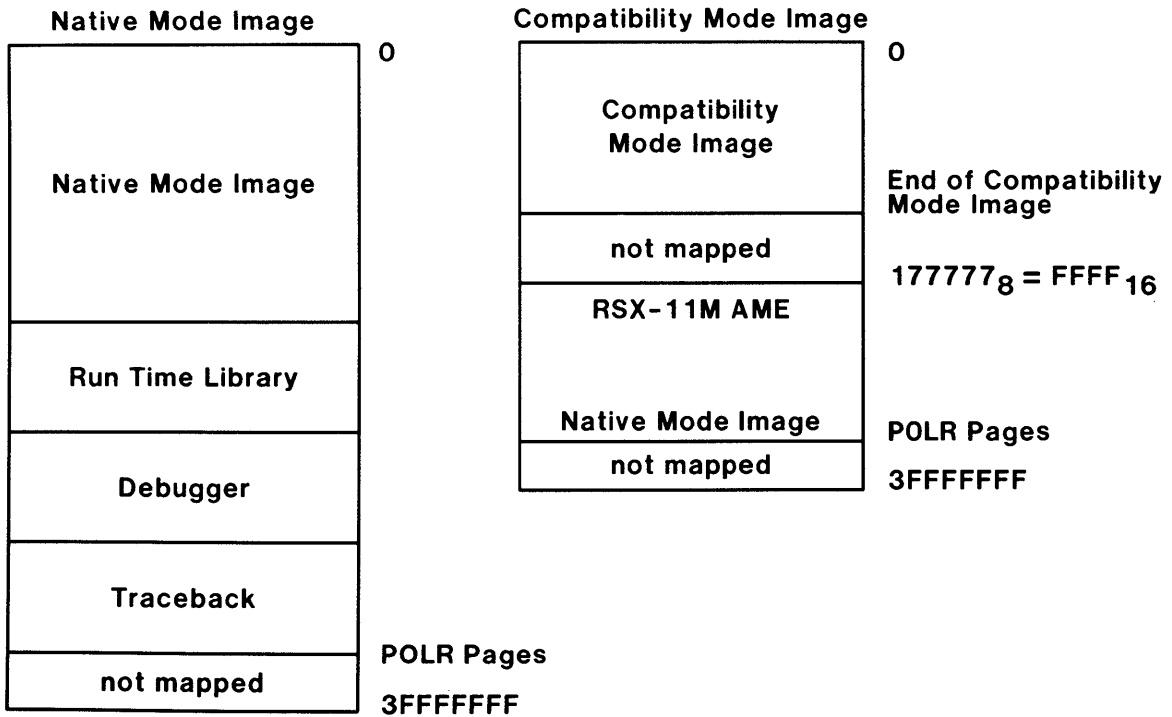 Native Mode Image
0
Native Mode Image
Run Time Library
Debugger
Traceback
not mapped
POLR Pages
3FFFFFFF
Compatibility Mode Image
0
Compatibility
Mode Image
End of Compatibility
Mode Image
not mapped
177777₈ = FFFF₁₆
RSX-11M AME
Native Mode Image
POLR Pages
not mapped
3FFFFFFF